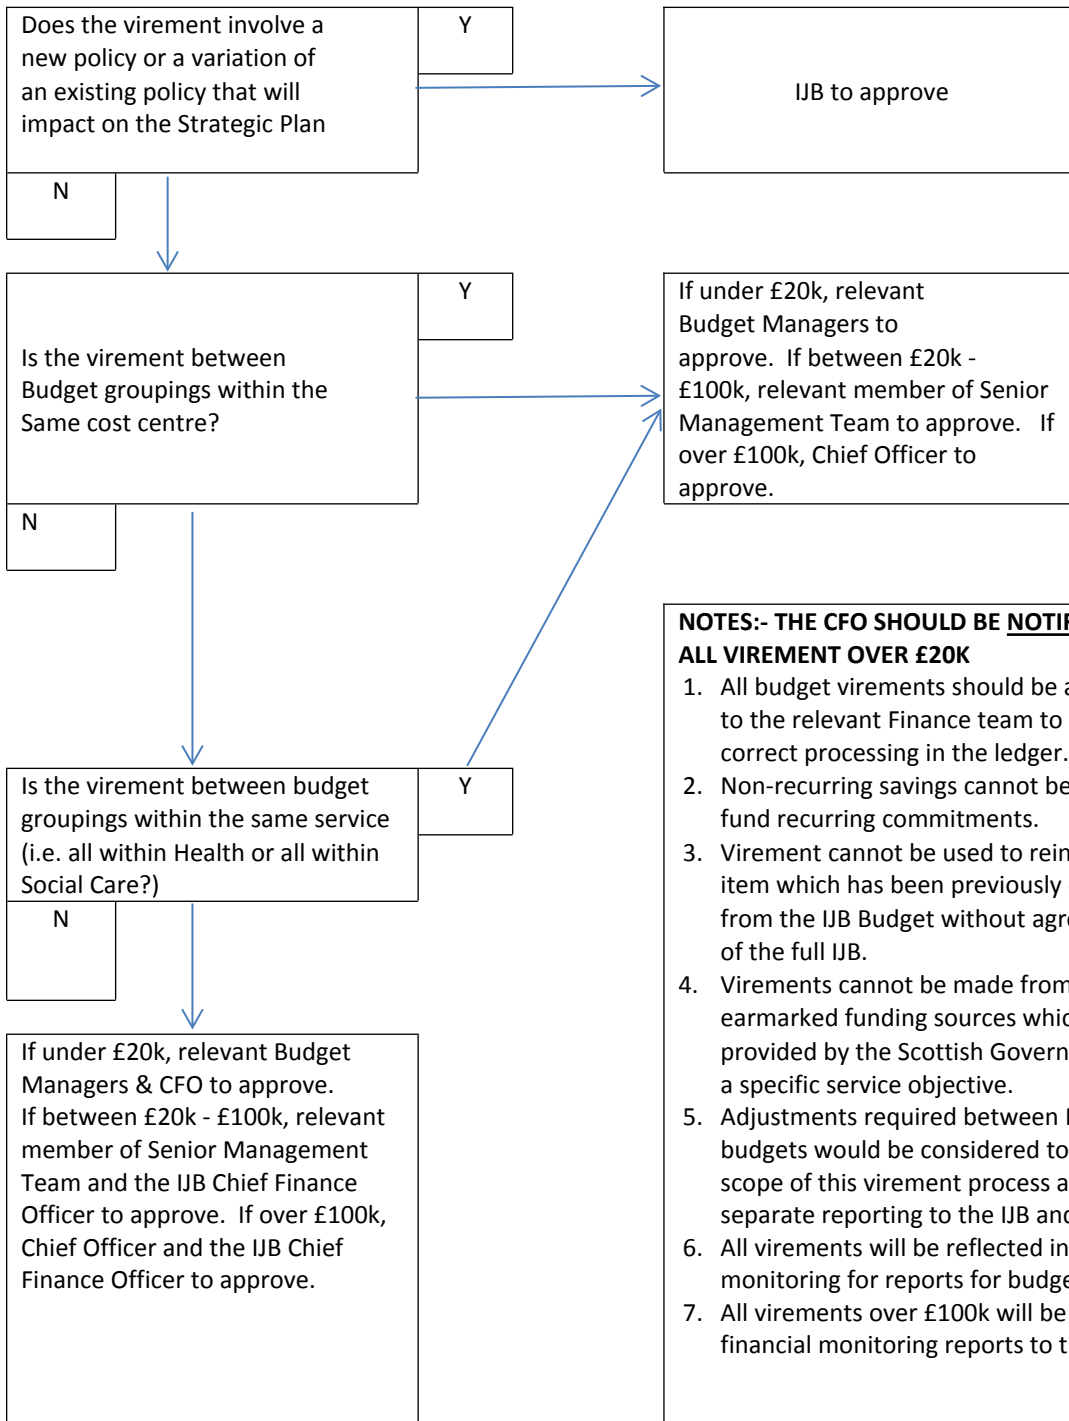 Does the virement involve a
new policy or a variation of
an existing policy that will
impact on the Strategic Plan
Y
IJB to approve
N
Is the virement between
Budget groupings within the
Same cost centre?
Y
If under £20k, relevant
Budget Managers to
approve.  If between £20k -
£100k, relevant member of Senior
Management Team to approve.   If
over £100k, Chief Officer to
approve.
N
Is the virement between budget
groupings within the same service
(i.e. all within Health or all within
Social Care?)
Y
N
If under £20k, relevant Budget
Managers & CFO to approve.
If between £20k - £100k, relevant
member of Senior Management
Team and the IJB Chief Finance
Officer to approve.  If over £100k,
Chief Officer and the IJB Chief
Finance Officer to approve.
NOTES:- THE CFO SHOULD BE
ALL VIREMENT OVER £20K
1. All budget virements should be
to the relevant Finance team to
correct processing in the ledger.
2. Non-recurring savings cannot be
fund recurring commitments.
3. Virement cannot be used to
item which has been previously
from the IJB Budget without
of the full IJB.
4. Virements cannot be made from
earmarked funding sources
provided by the Scottish
a specific service objective.
5. Adjustments required between
budgets would be considered to
scope of this virement process
separate reporting to the IJB
6. All virements will be reflected in
monitoring for reports for
7. All virements over £100k will be
financial monitoring reports to